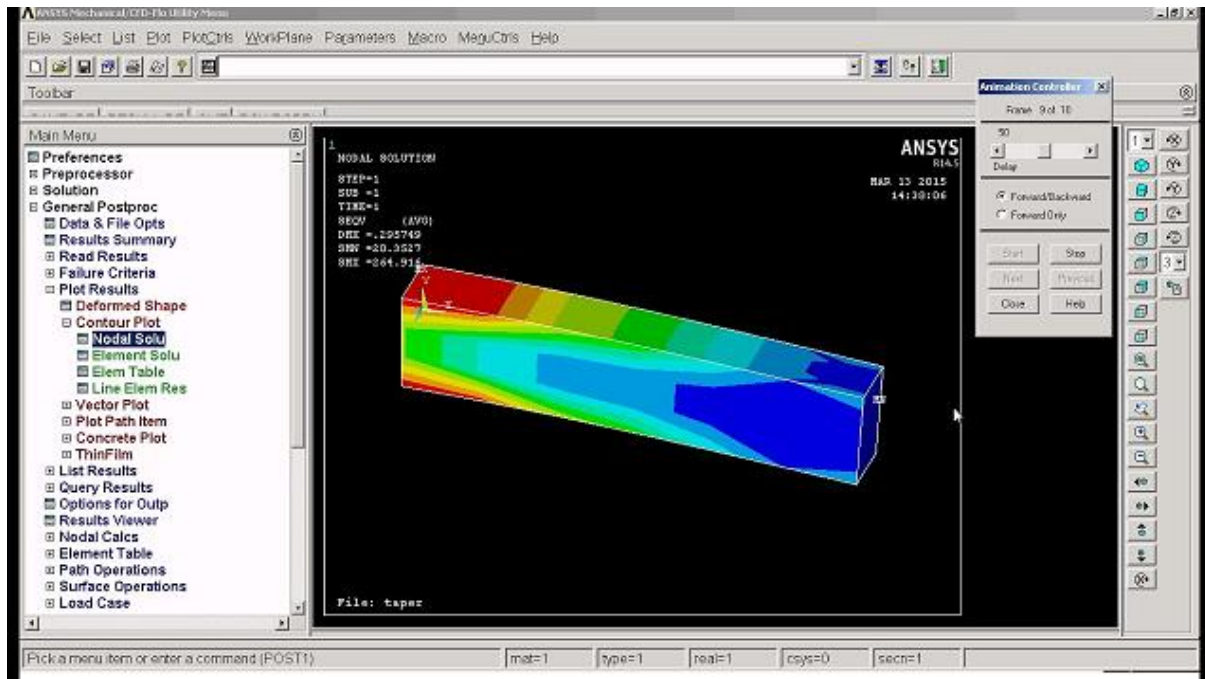 ANSYS Mechanical/CFD-Flo Utility Menu
File Select List Plot PlotCtrls WorkPlane Parameters Macro MenuCtrls Help
Toolbar
Animation Controller
Frame 9 of 10
50
Delay
Forward/Backward
Forward Only
Start Stop
Next Previous
Close Help
Main Menu
Preferences
Preprocessor
Solution
General Postproc
Data & File Opts
Results Summary
Read Results
Failure Criteria
Plot Results
Deformed Shape
Contour Plot
Nodal Solu
Element Solu
Elem Table
Line Elem Res
Vector Plot
Plot Path Item
Concrete Plot
ThinFilm
List Results
Query Results
Options for Outp
Results Viewer
Nodal Calcs
Element Table
Path Operations
Surface Operations
Load Case
1
NODAL SOLUTION
STEP=1
SUB =1
TIME=1
SEQV (AVG)
DMX =.295749
SMN =20.3527
SMX =264.916
ANSYS
R14.5
MAR 13 2015
14:38:06
Y
MN
File: taper
1
3
Pick a menu item or enter a command (POST1)
mat=1
type=1
real=1
csys=0
secn=1